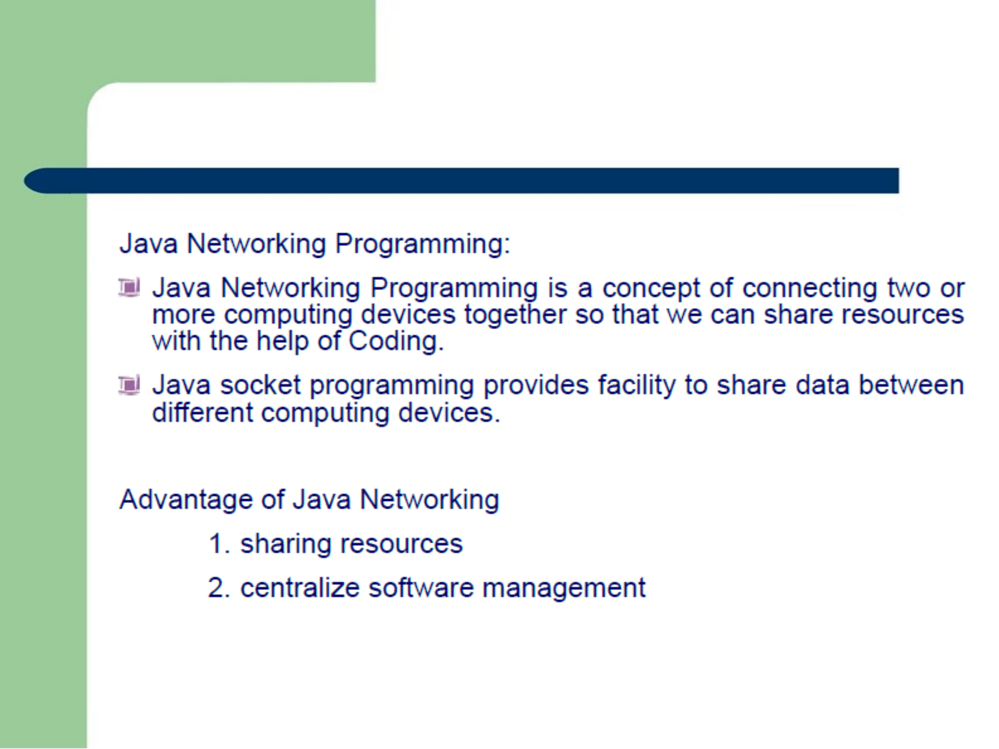 Java Networking Programming:
Java Networking Programming is a concept of connecting two or
more computing devices together so that we can share resources
with the help of Coding.
Java socket programming provides facility to share data between
different computing devices.
Advantage of Java Networking
1. sharing resources
2. centralize software management